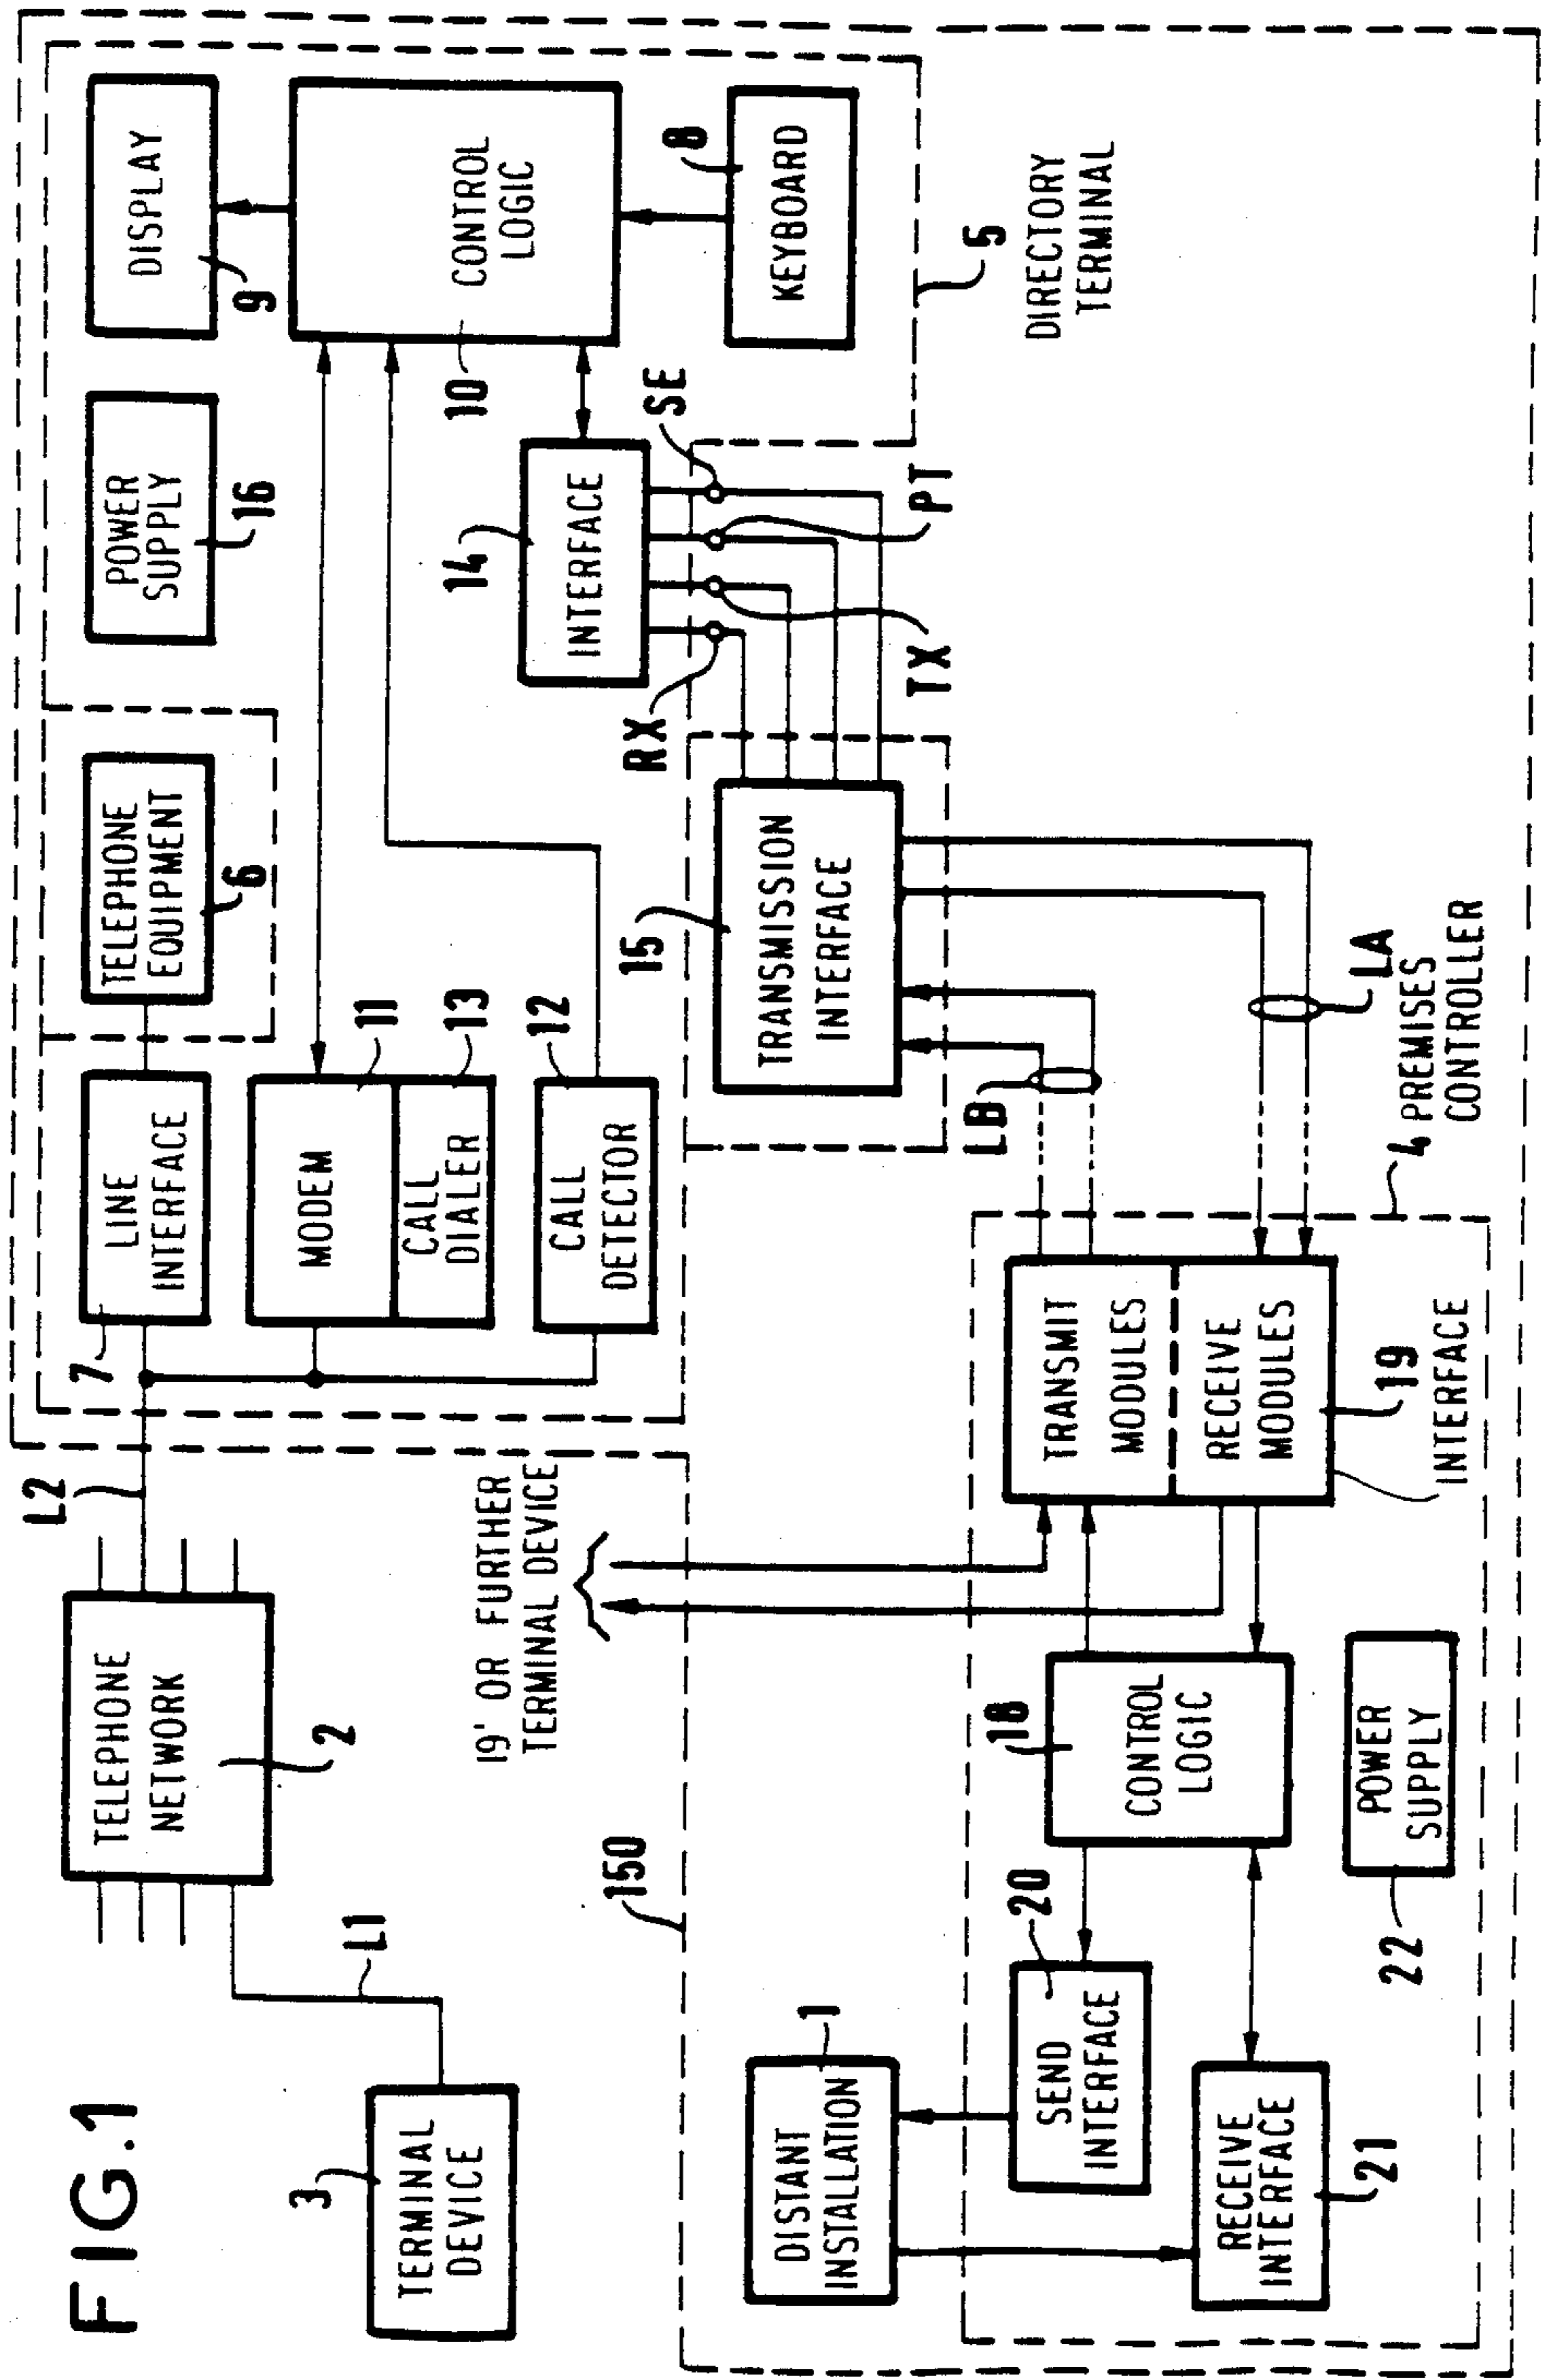 FIG.1
3
TERMINAL
DEVICE
L1
TELEPHONE
NETWORK
2
L2
19' OR FURTHER
TERMINAL DEVICE
150
7
LINE
INTERFACE
TELEPHONE
EQUIPMENT
6
POWER
SUPPLY
16
DISPLAY
9
MODEM
11
CALL
DIALER
13
CALL
DETECTOR
12
CONTROL
LOGIC
10
KEYBOARD
8
14
INTERFACE
SE
PT
TX
RX
5
DIRECTORY
TERMINAL
15
TRANSMISSION
INTERFACE
LB
LA
4 PREMISES
CONTROLLER
DISTANT
INSTALLATION
1
SEND
INTERFACE
20
RECEIVE
INTERFACE
21
18
CONTROL
LOGIC
POWER
SUPPLY
22
TRANSMIT
MODULES
RECEIVE
MODULES
19
INTERFACE